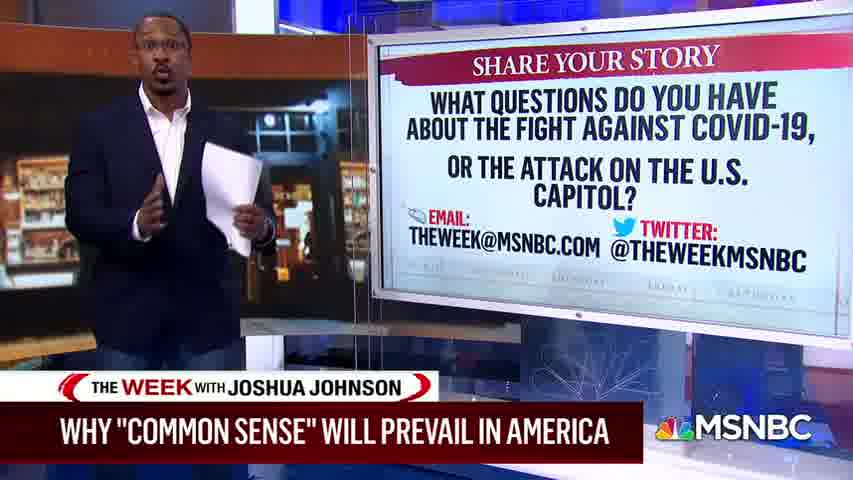 SHARE YOUR STORY
WHAT QUESTIONS DO YOU HAVE
ABOUT THE FIGHT AGAINST COVID-19,
OR THE ATTACK ON THE U.S.
CAPITOL?
EMAIL:
THEWEEK@MSNBC.COM
TWITTER:
@THEWEEKMSNBC
THE WEEK WITH JOSHUA JOHNSON
WHY "COMMON SENSE" WILL PREVAIL IN AMERICA
MSNBC